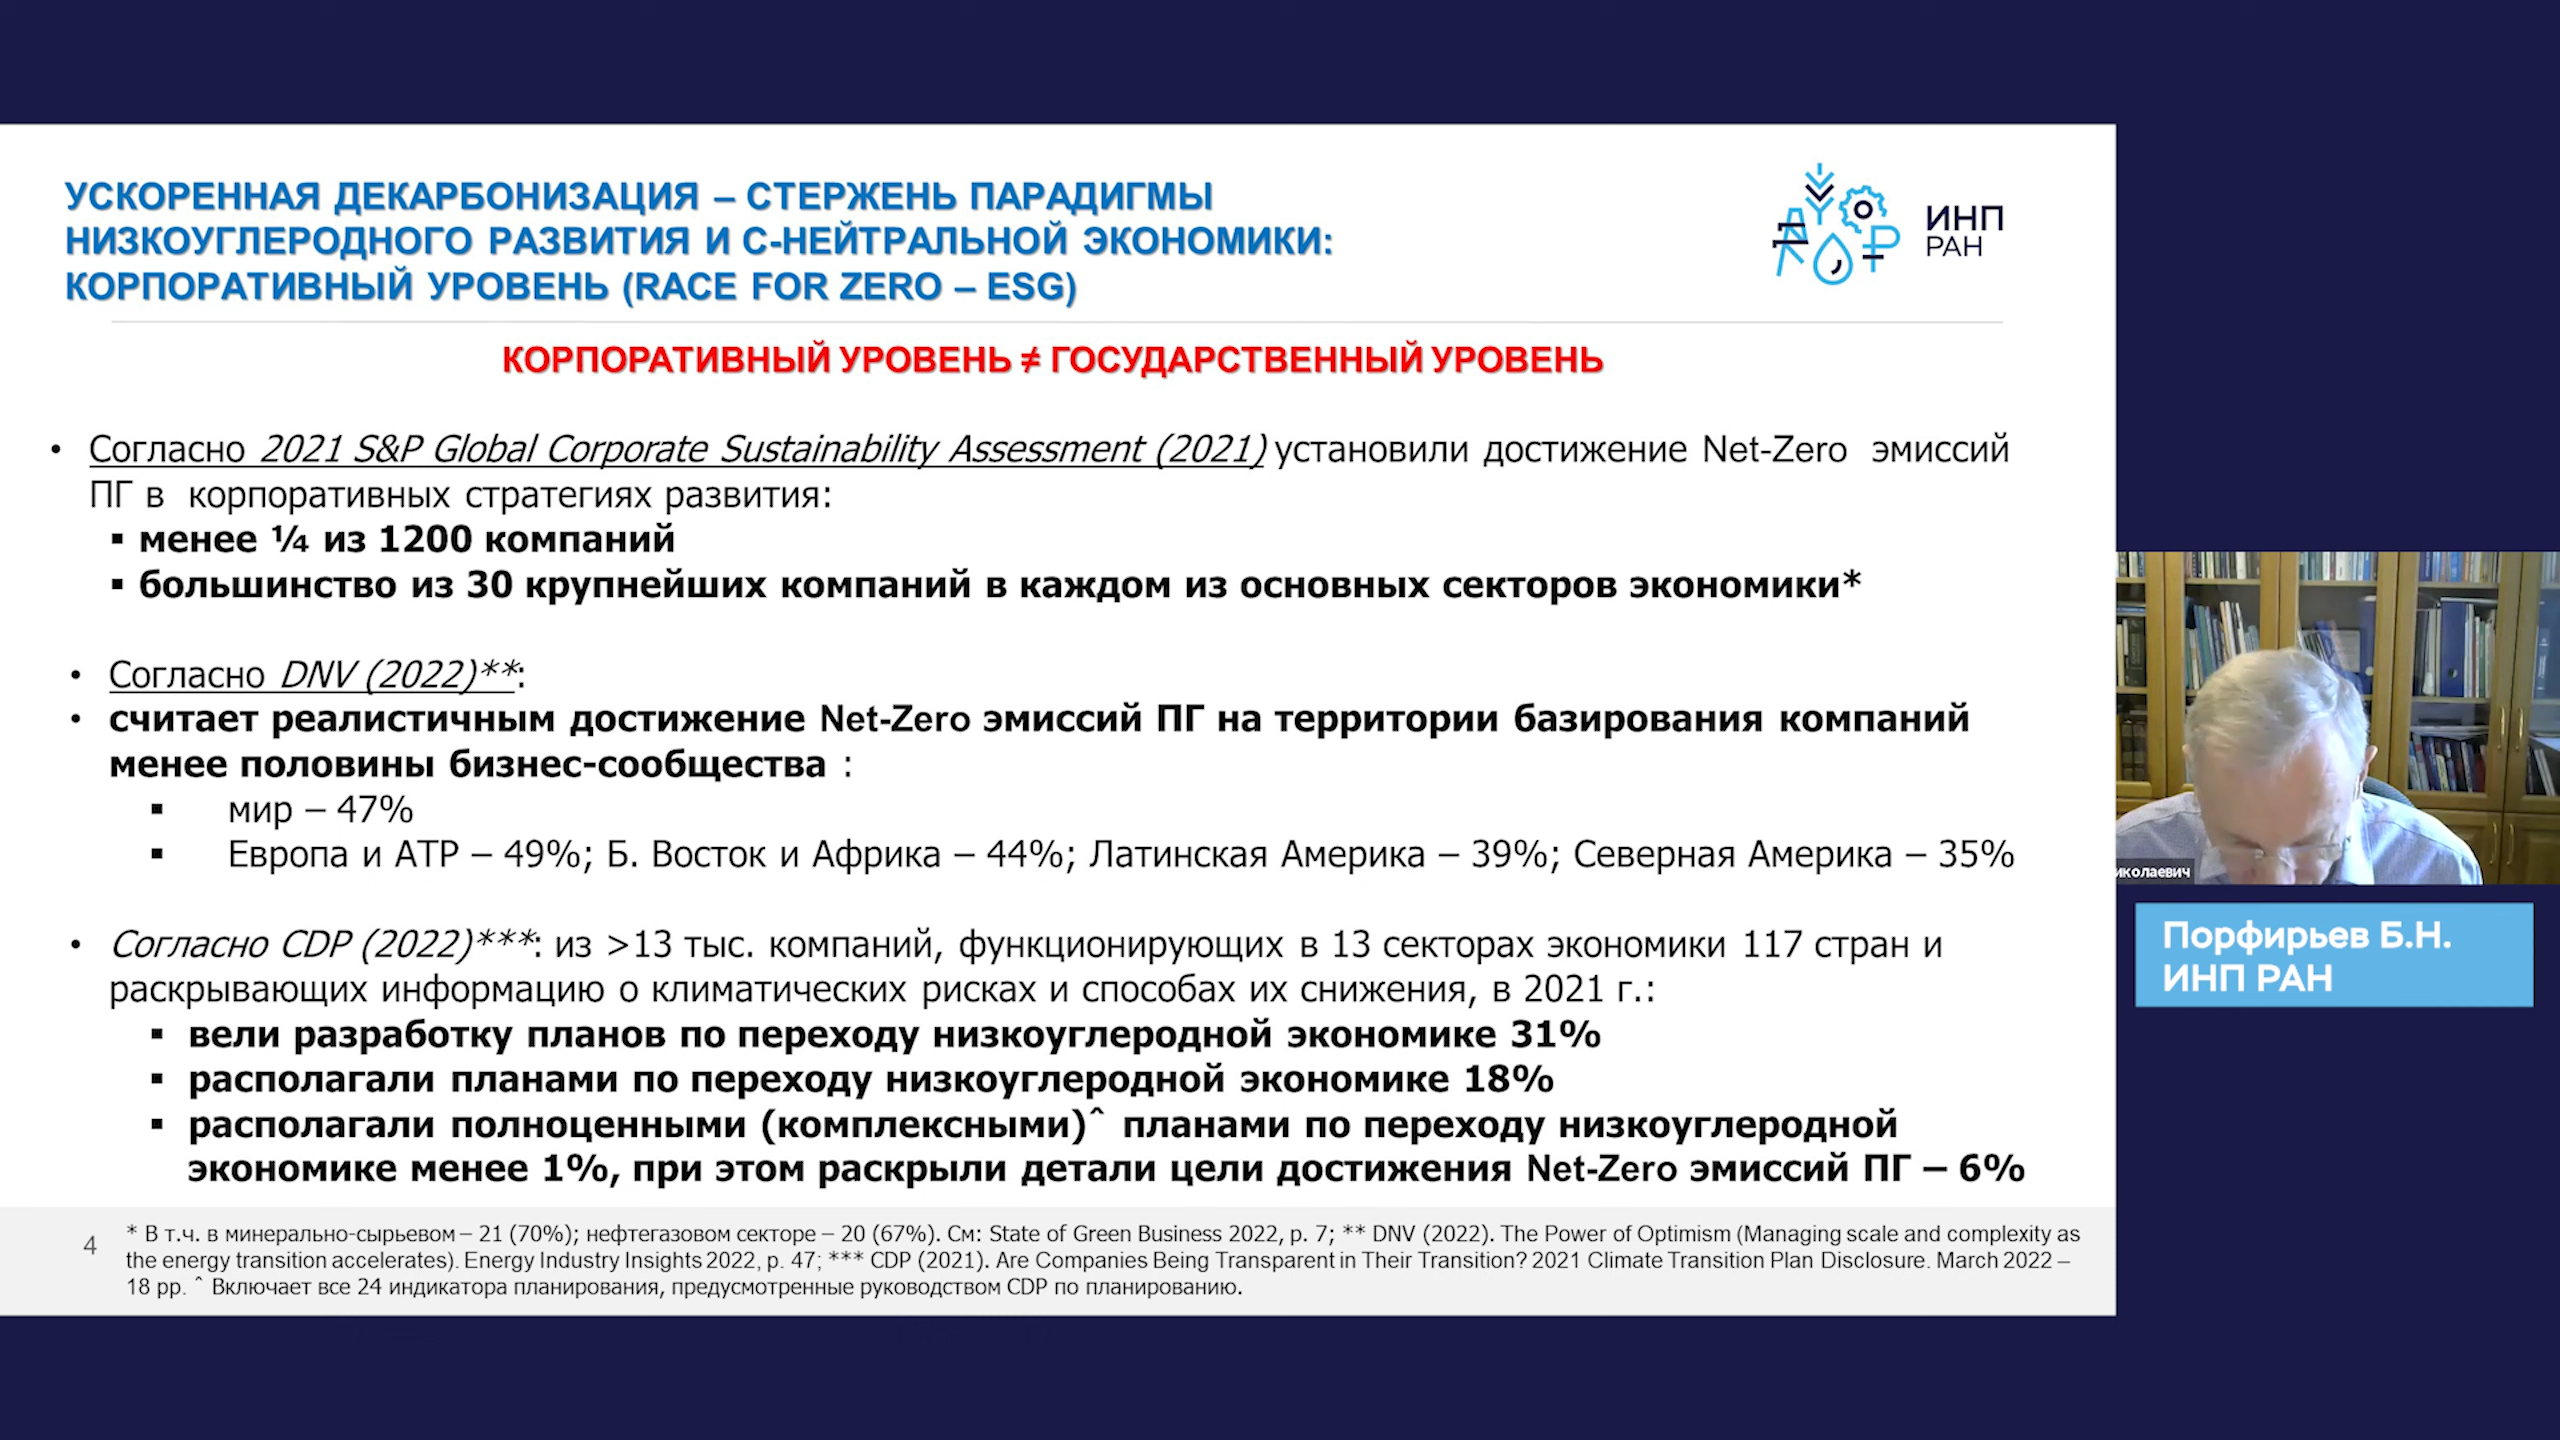 УСКОРЕННАЯ ДЕКАРБОНИЗАЦИЯ – СТЕРЖЕНЬ ПАРАДИГМЫ
НИЗКОУГЛЕРОДНОГО РАЗВИТИЯ И С-НЕЙТРАЛЬНОЙ ЭКОНОМИКИ:
КОРПОРАТИВНЫЙ УРОВЕНЬ (RACE FOR ZERO – ESG)
ИНП
РАН
КОРПОРАТИВНЫЙ УРОВЕНЬ ≠ ГОСУДАРСТВЕННЫЙ УРОВЕНЬ
• Согласно 2021 S&P Global Corporate Sustainability Assessment (2021) установили достижение Net-Zero эмиссий
ПГ в корпоративных стратегиях развития:
▪ менее ¼ из 1200 компаний
▪ большинство из 30 крупнейших компаний в каждом из основных секторов экономики*
• Согласно DNV (2022)**:
• считает реалистичным достижение Net-Zero эмиссий ПГ на территории базирования компаний
менее половины бизнес-сообщества :
▪ мир – 47%
▪ Европа и АТР – 49%; Б. Восток и Африка – 44%; Латинская Америка – 39%; Северная Америка – 35%
• Согласно CDP (2022)***: из >13 тыс. компаний, функционирующих в 13 секторах экономики 117 стран и
раскрывающих информацию о климатических рисках и способах их снижения, в 2021 г.:
▪ вели разработку планов по переходу низкоуглеродной экономике 31%
▪ располагали планами по переходу низкоуглеродной экономике 18%
▪ располагали полноценными (комплексными)ˆ планами по переходу низкоуглеродной
экономике менее 1%, при этом раскрыли детали цели достижения Net-Zero эмиссий ПГ – 6%
4
* В т.ч. в минерально-сырьевом – 21 (70%); нефтегазовом секторе – 20 (67%). См: State of Green Business 2022, p. 7; ** DNV (2022). The Power of Optimism (Managing scale and complexity as
the energy transition accelerates). Energy Industry Insights 2022, p. 47; *** CDP (2021). Are Companies Being Transparent in Their Transition? 2021 Climate Transition Plan Disclosure. March 2022 –
18 pp. ˆ Включает все 24 индикатора планирования, предусмотренные руководством CDP по планированию.
иколаевич
Порфирьев Б.Н.
ИНП РАН